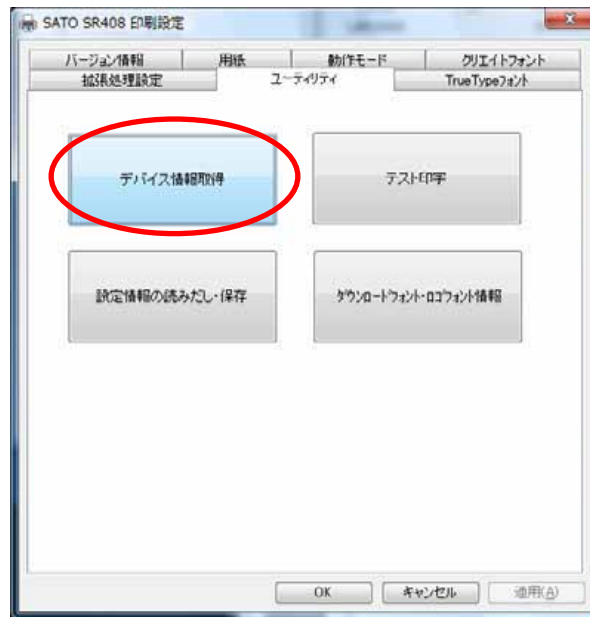 SATO SR408 印刷設定
バージョン情報 用紙 動作モード クリエイトフォント
拡張処理設定 ユーティリティ TrueTypeフォント
デバイス情報取得 テスト印字
設定情報の読みだし・保存 ダウンロードフォント・ロゴフォント情報
OK キャンセル 適用(A)